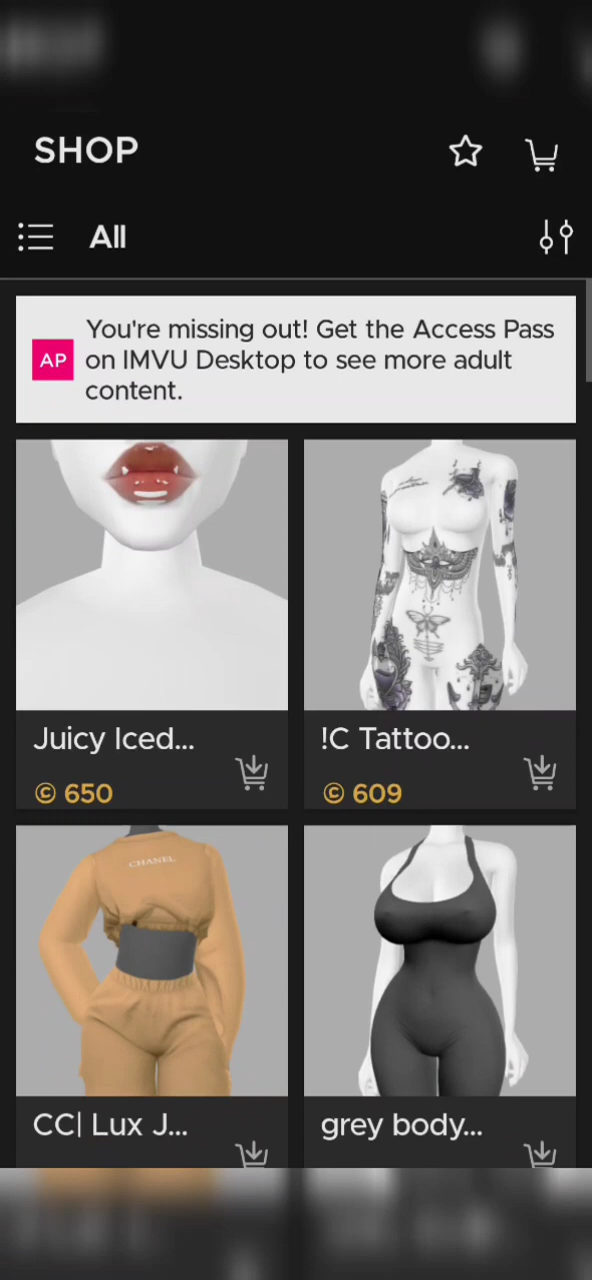 SHOP
All
AP
You're missing out! Get the Access Pass
on IMVU Desktop to see more adult
content.
Juicy Iced...
© 650
!C Tattoo...
© 609
CHANEL
CC| Lux J...
grey body...